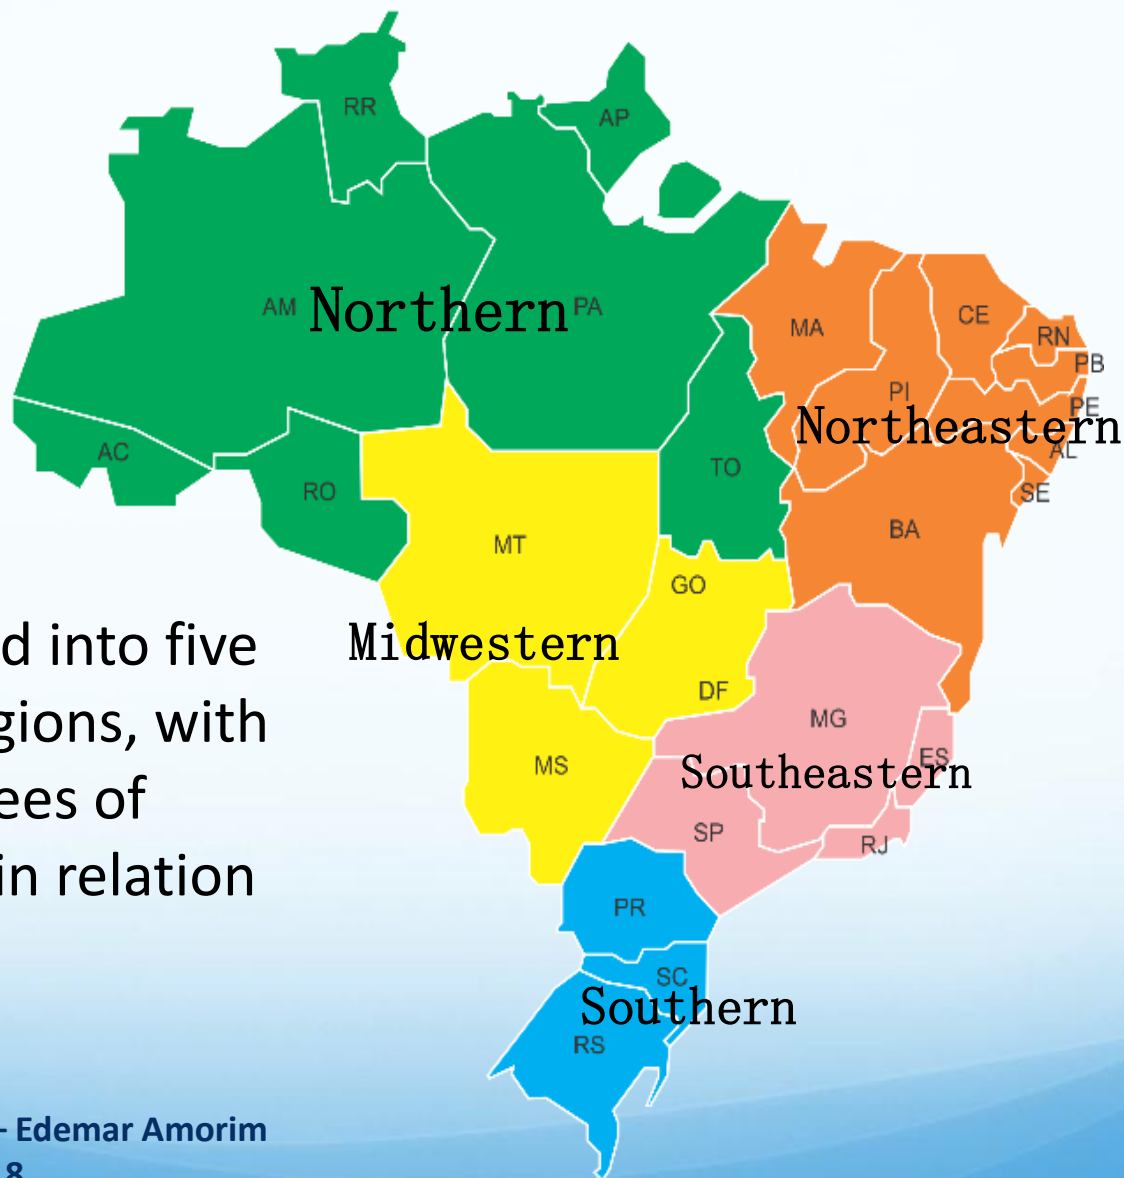 RR
AP
AM Northern PA
MA
CE
RN
PB
PI
PE
Northeastern
AL
AC
TO
RO
SE
BA
MT
GO
d into five
Midwestern
DF
gions, with
MG
ES
MS
Southeastern
ees of
SP
RJ
in relation
PR
SC
Southern
RS
- Edemar Amorim
8